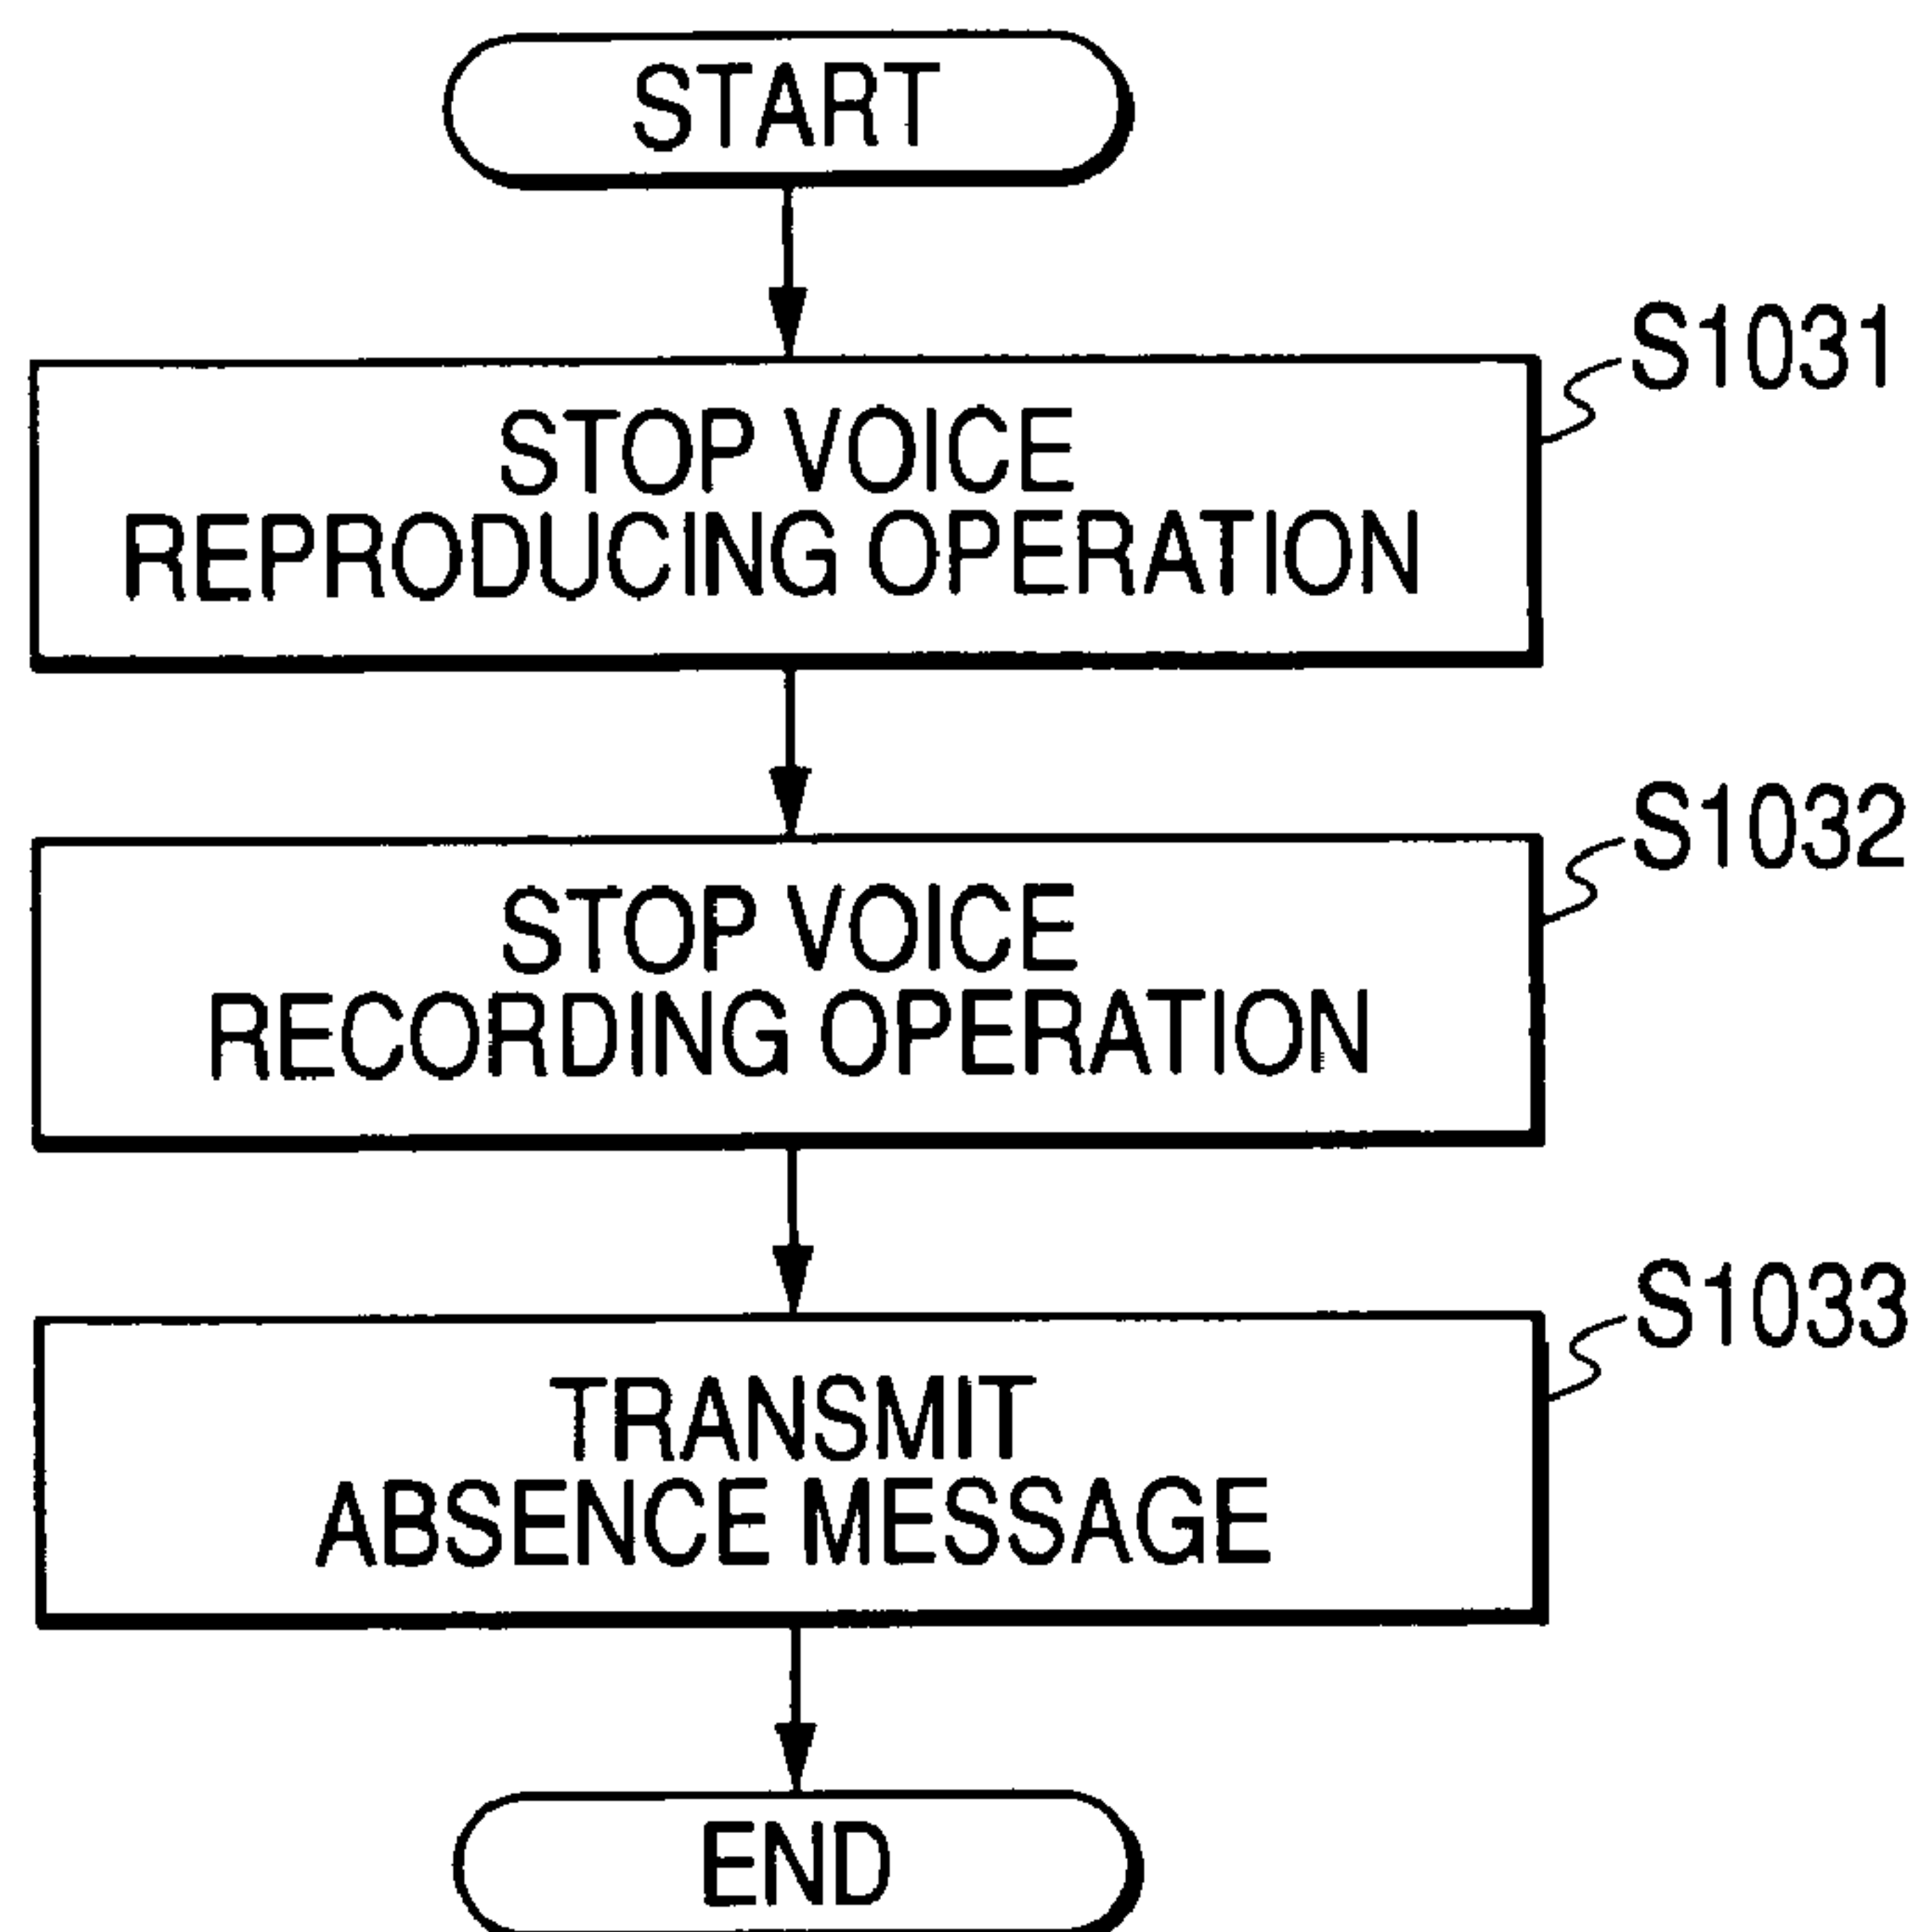 START
S1031
STOP VOICE
REPRODUCING OPERATION
S1032
STOP VOICE
RECORDING OPERATION
S1033
TRANSMIT
ABSENCE MESSAGE
END